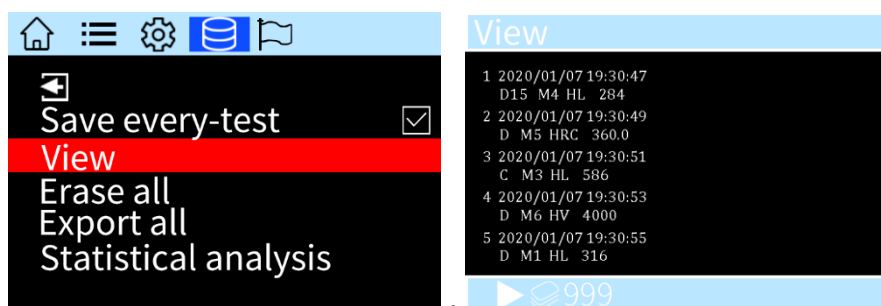 Save every-test
View
Erase all
Export all
Statistical analysis
View
1 2020/01/07 19:30:47
D15 M4 HL 284
2 2020/01/07 19:30:49
D M5 HRC 360.0
3 2020/01/07 19:30:51
C M3 HL 586
4 2020/01/07 19:30:53
D M6 HV 4000
5 2020/01/07 19:30:55
D M1 HL 316
999